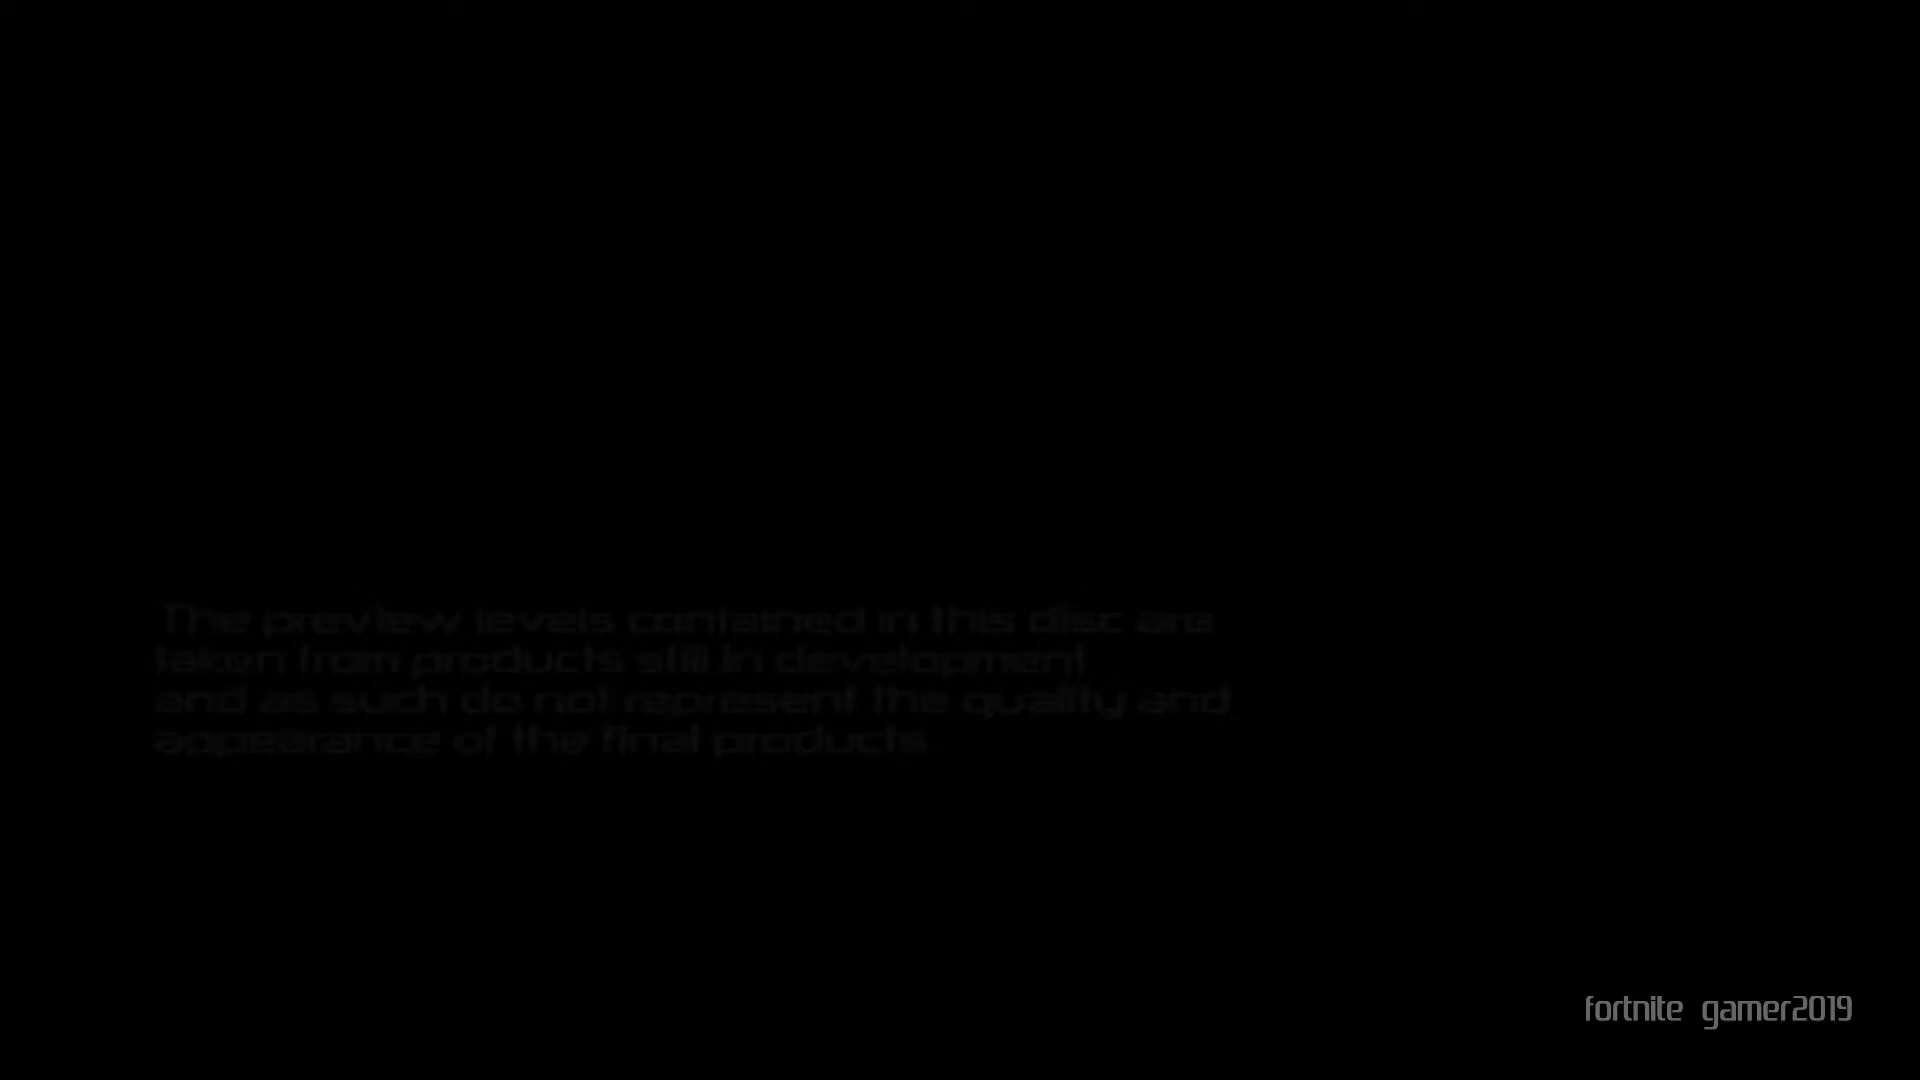 The preview levels contained in this disc are
taken from products still in development
and as such do not represent the quality and
appearance of the final products.
fortnite gamer2019